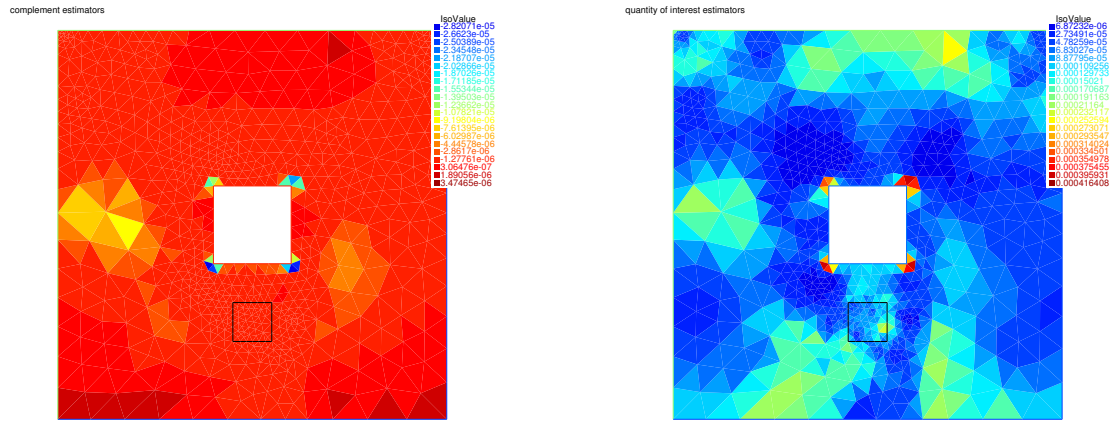 complement estimators
IsoValue
-2.82071e-05
-2.6623e-05
-2.50389e-05
-2.34548e-05
-2.18707e-05
-2.02866e-05
-1.87026e-05
-1.71185e-05
-1.55344e-05
-1.39503e-05
-1.23662e-05
-1.07821e-05
-9.19804e-06
-7.61395e-06
-6.02987e-06
-4.44578e-06
-2.8617e-06
-1.27761e-06
3.06476e-07
1.89056e-06
3.47465e-06
quantity of interest estimators
IsoValue
6.87232e-06
2.73491e-05
4.78259e-05
6.83027e-05
8.87795e-05
0.000109256
0.000129733
0.00015021
0.000170687
0.000191163
0.00021164
0.000232117
0.000273071
0.000293547
0.000314024
0.000334501
0.000354978
0.000375455
0.000395931
0.000416408